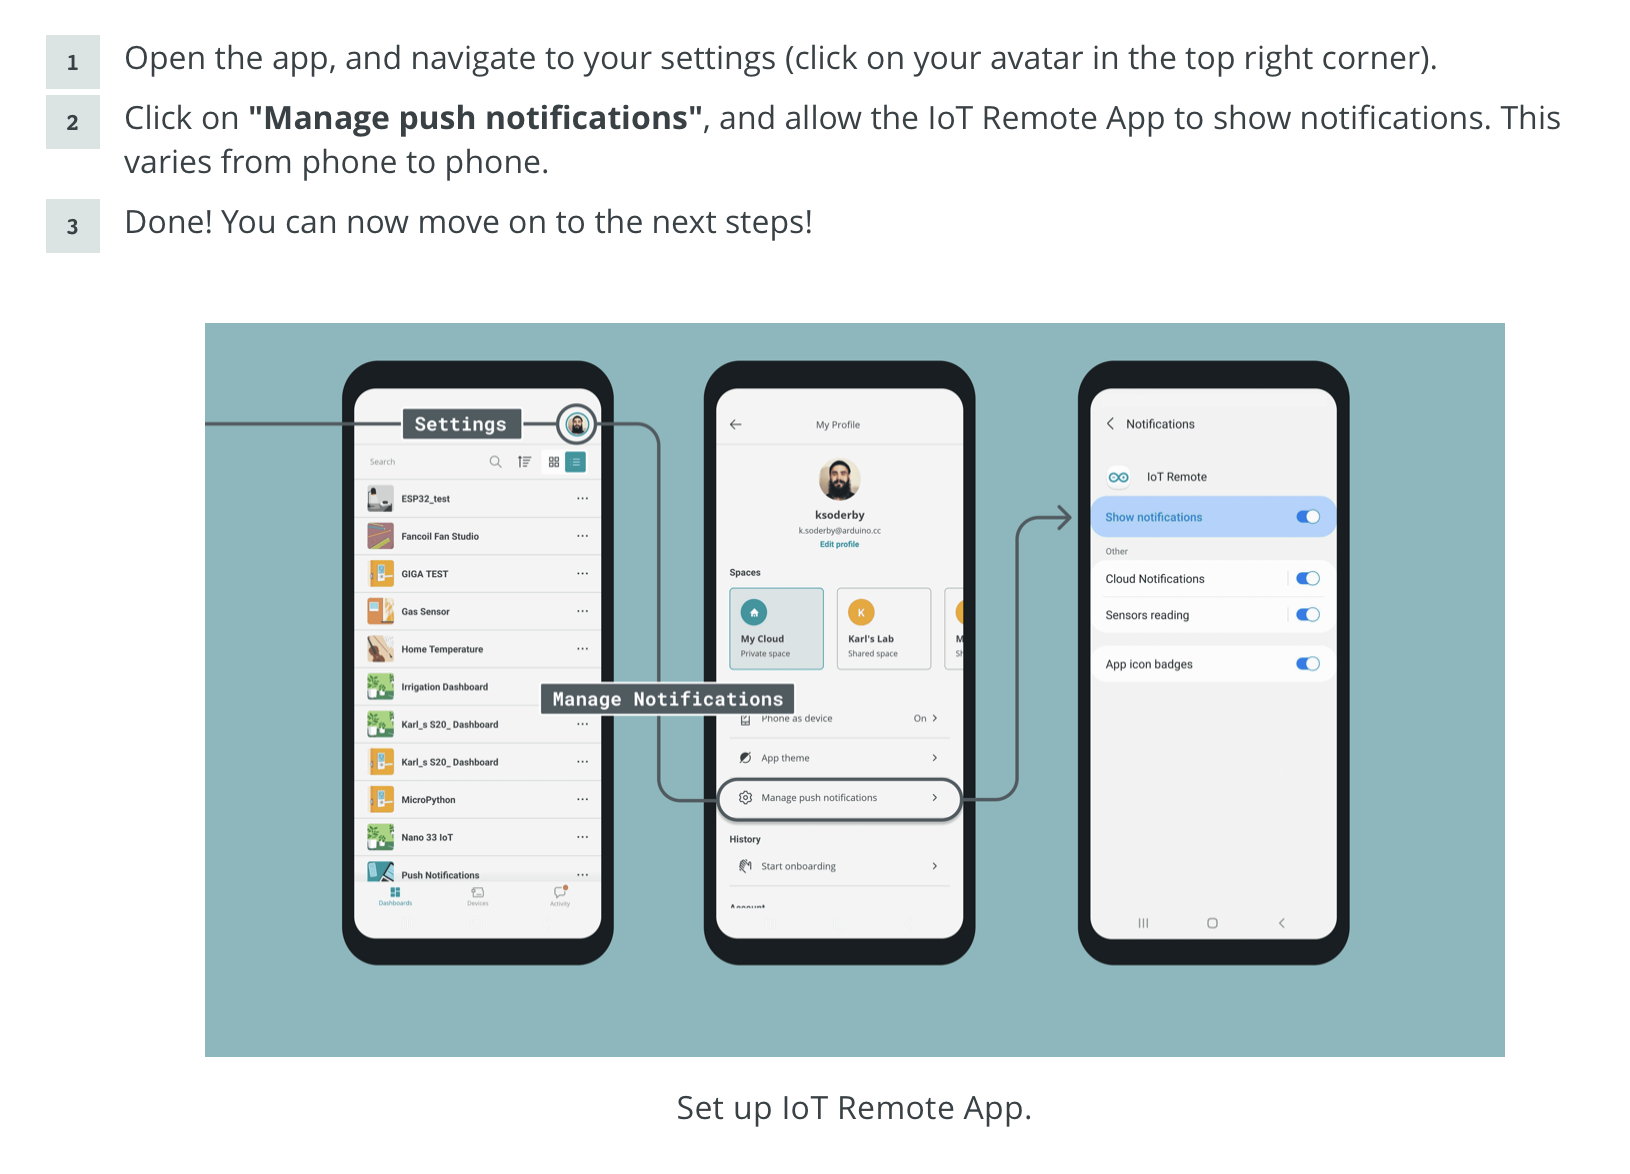 1
Open the app, and navigate to your settings (click on your avatar in the top right corner).
2
Click on "Manage push notifications", and allow the IoT Remote App to show notifications. This
varies from phone to phone.
3
Done! You can now move on to the next steps!
Settings
Search
ESP32_test
Fancoil Fan Studio
GIGA TEST
Gas Sensor
Home Temperature
Irrigation Dashboard
Karl_s S20_ Dashboard
Karl_s S20_ Dashboard
MicroPython
Nano 33 IoT
Push Notifications
Dashboards
Devices
Activity
Manage Notifications
My Profile
ksoderby
k.soderby@arduino.cc
Edit profile
Spaces
My Cloud
Private space
K
Karl's Lab
Shared space
M
Sh
Phone as device
On
App theme
Manage push notifications
History
Start onboarding
Account
Notifications
IoT Remote
Show notifications
Other
Cloud Notifications
Sensors reading
App icon badges
Set up IoT Remote App.